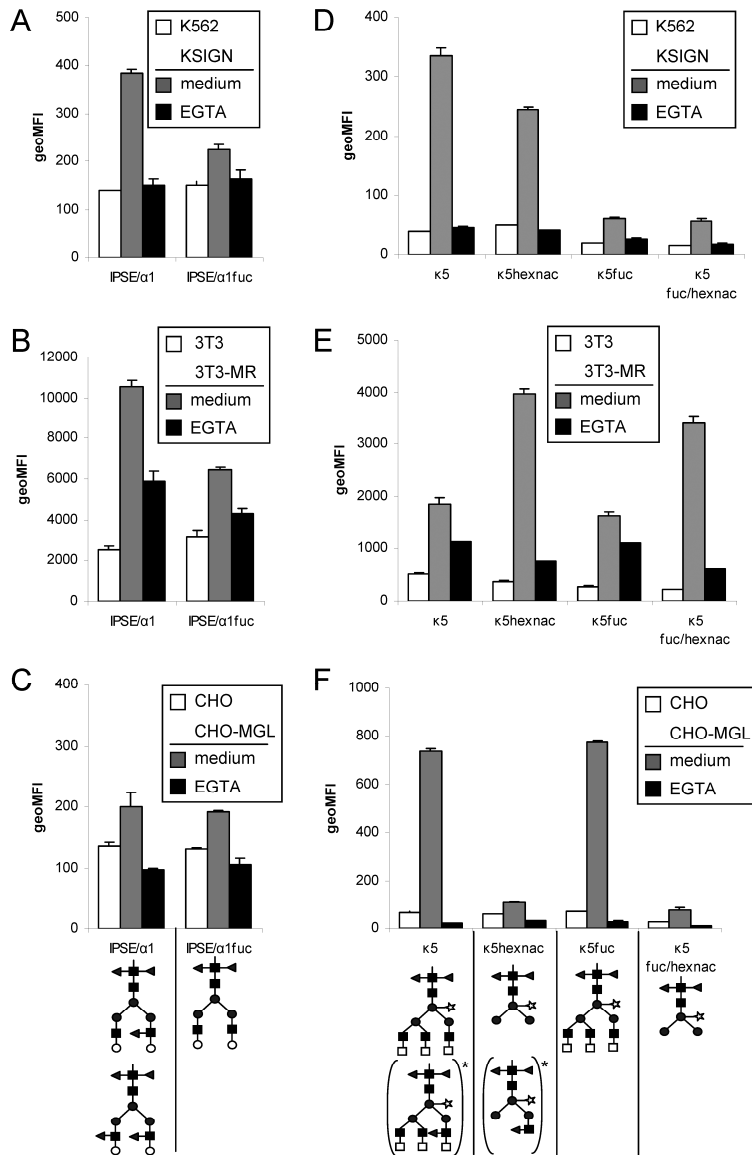 A
500
400
300
200
100
0
geoMFI
K562
KSIGN
medium
EGTA
IPSE/α1
IPSE/α1fuc
D
400
300
200
100
0
geoMFI
K562
KSIGN
medium
EGTA
κ5
κ5hexnac
κ5fuc
κ5
fuc/hexnac
B
12000
10000
8000
6000
4000
2000
0
geoMFI
3T3
3T3-MR
medium
EGTA
IPSE/α1
IPSE/α1fuc
E
5000
4000
3000
2000
1000
0
geoMFI
3T3
3T3-MR
medium
EGTA
κ5
κ5hexnac
κ5fuc
κ5
fuc/hexnac
C
400
300
200
100
0
geoMFI
CHO
CHO-MGL
medium
EGTA
IPSE/α1
IPSE/α1fuc
F
1000
800
600
400
200
0
geoMFI
CHO
CHO-MGL
medium
EGTA
κ5
κ5hexnac
κ5fuc
κ5
fuc/hexnac
*
*